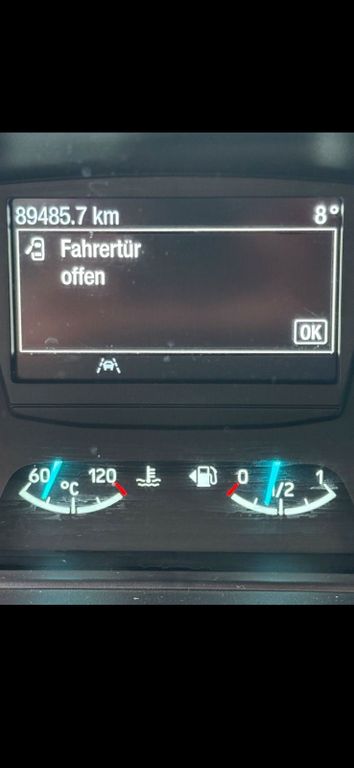 89485.7 km 8°
Fahrertür
offen
OK
60 °C 120 0 1/2 1